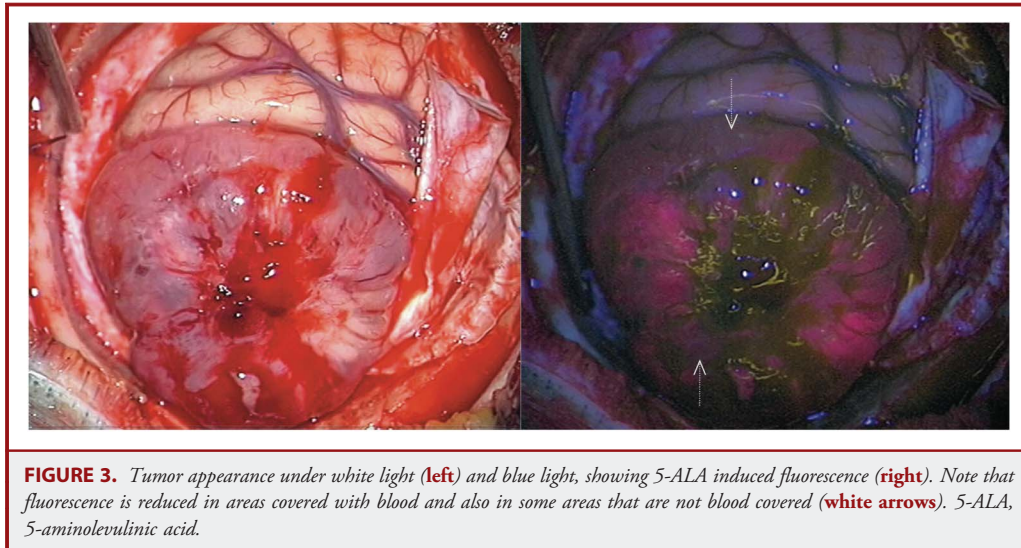 FIGURE 3. Tumor appearance under white light (left) and blue light, showing 5-ALA induced fluorescence (right). Note that
fluorescence is reduced in areas covered with blood and also in some areas that are not blood covered (white arrows). 5-ALA,
5-aminolevulinic acid.